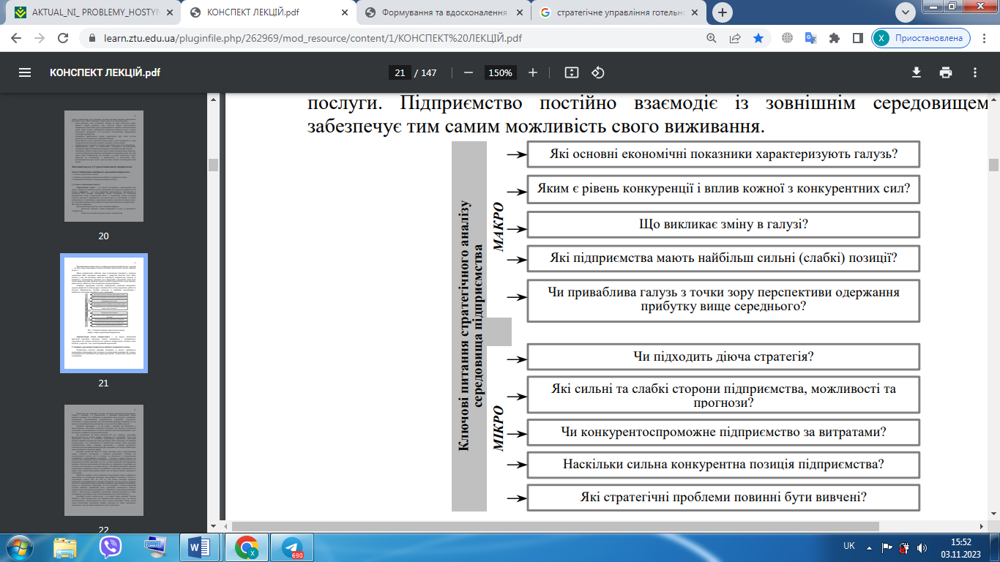 AKTUAL_NI_ PROBLEMY_HOSTYN
КОНСПЕКТ ЛЕКЦІЙ.pdf
Формування та вдосконалення
стратегічне управління готельно
learn.ztu.edu.ua/pluginfile.php/262969/mod_resource/content/1/КОНСПЕКТ%20ЛЕКЦІЙ.pdf
X
Приостановлена
КОНСПЕКТ ЛЕКЦІЙ.pdf
21 / 147
150%
20
21
22
послуги. Підприємство постійно взаємодіє із зовнішнім середовищем
забезпечує тим самим можливість свого виживання.
Ключові питання стратегічного аналізу
середовища підприємства
МАКРО
Які основні економічні показники характеризують галузь?
Яким є рівень конкуренції і вплив кожної з конкурентних сил?
Що викликає зміну в галузі?
Які підприємства мають найбільш сильні (слабкі) позиції?
Чи приваблива галузь з точки зору перспективи одержання
прибутку вище середнього?
МІКРО
Чи підходить діюча стратегія?
Які сильні та слабкі сторони підприємства, можливості та
прогнози?
Чи конкурентоспроможне підприємство за витратами?
Наскільки сильна конкурентна позиція підприємства?
Які стратегічні проблеми повинні бути вивчені?
W
X
690
UK
15:52
03.11.2023